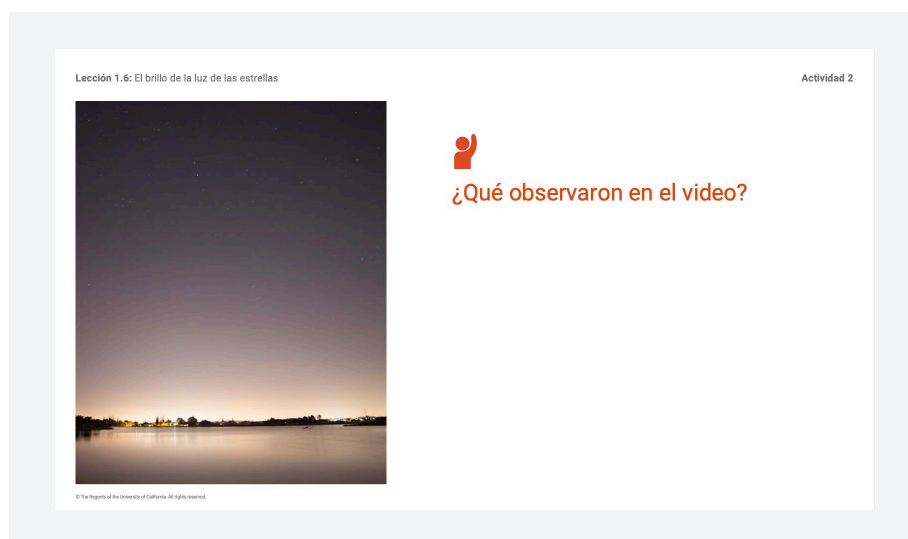 Lección 1.6: El brillo de la luz de las estrellas
Actividad 2
¿Qué observaron en el video?
© The Regents of the University of California. All rights reserved.